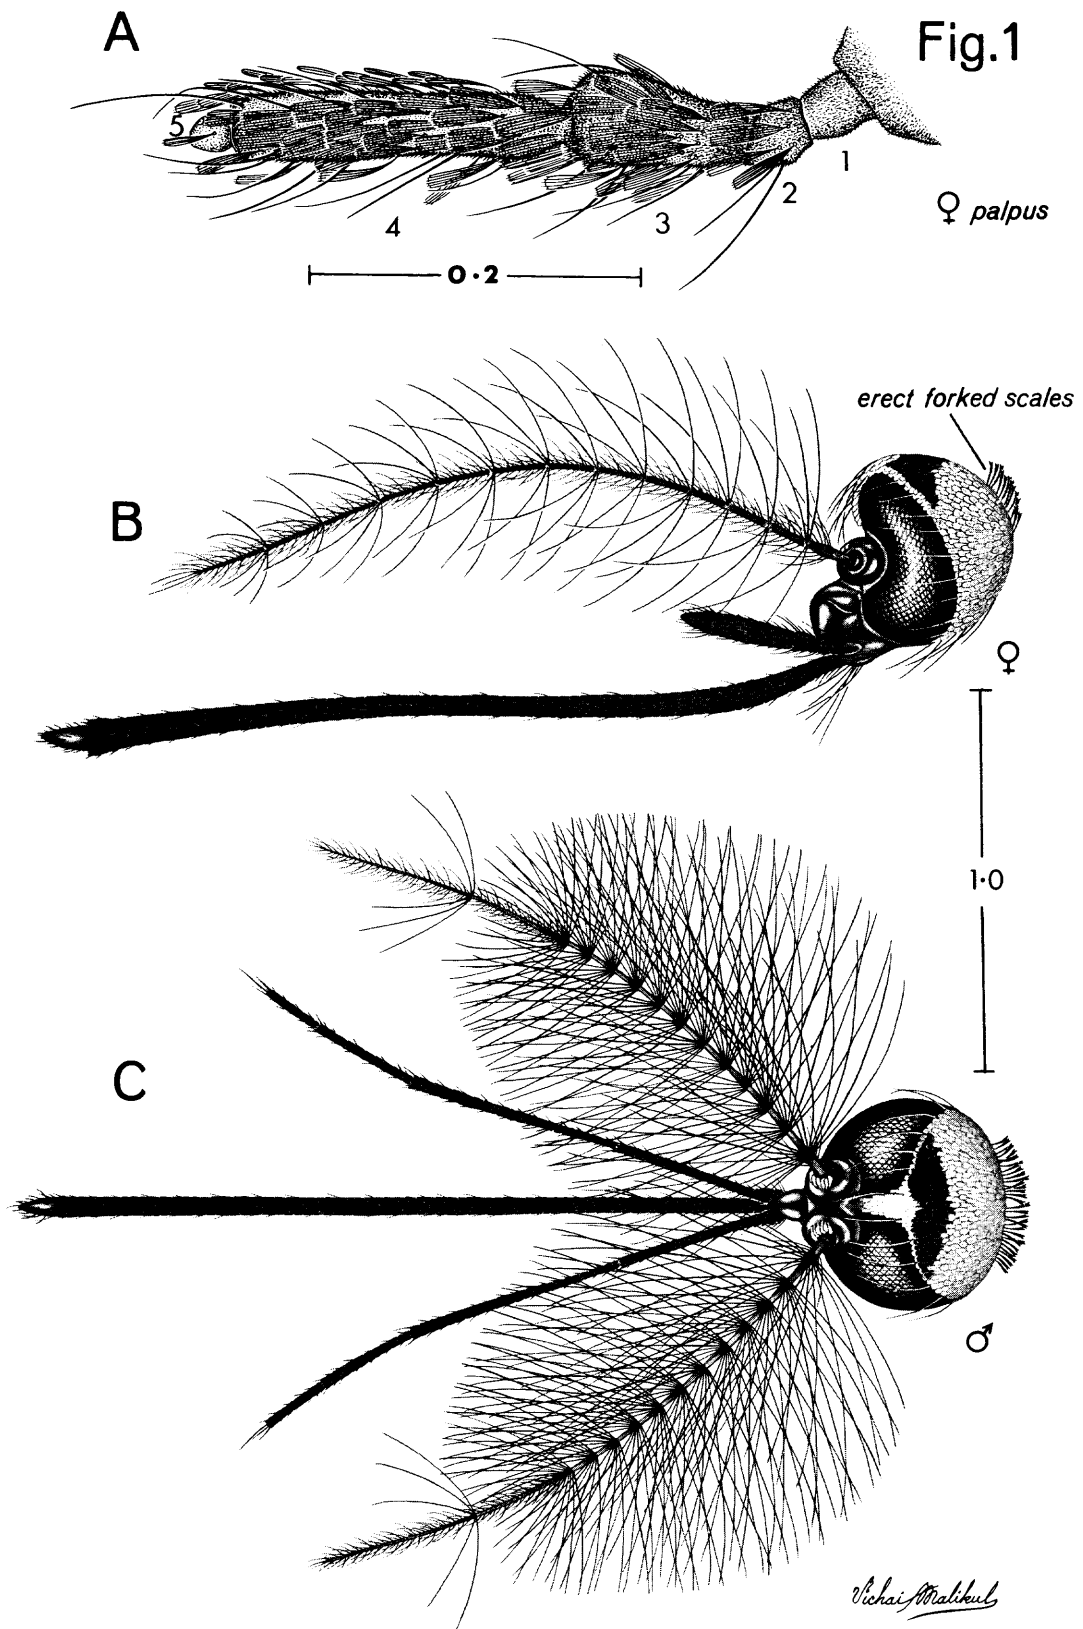 A
Fig.1
5
4
3
2
1
♀ palpus
0·2
erect forked scales
B
♀
1·0
C
♂
Vichai Malikul